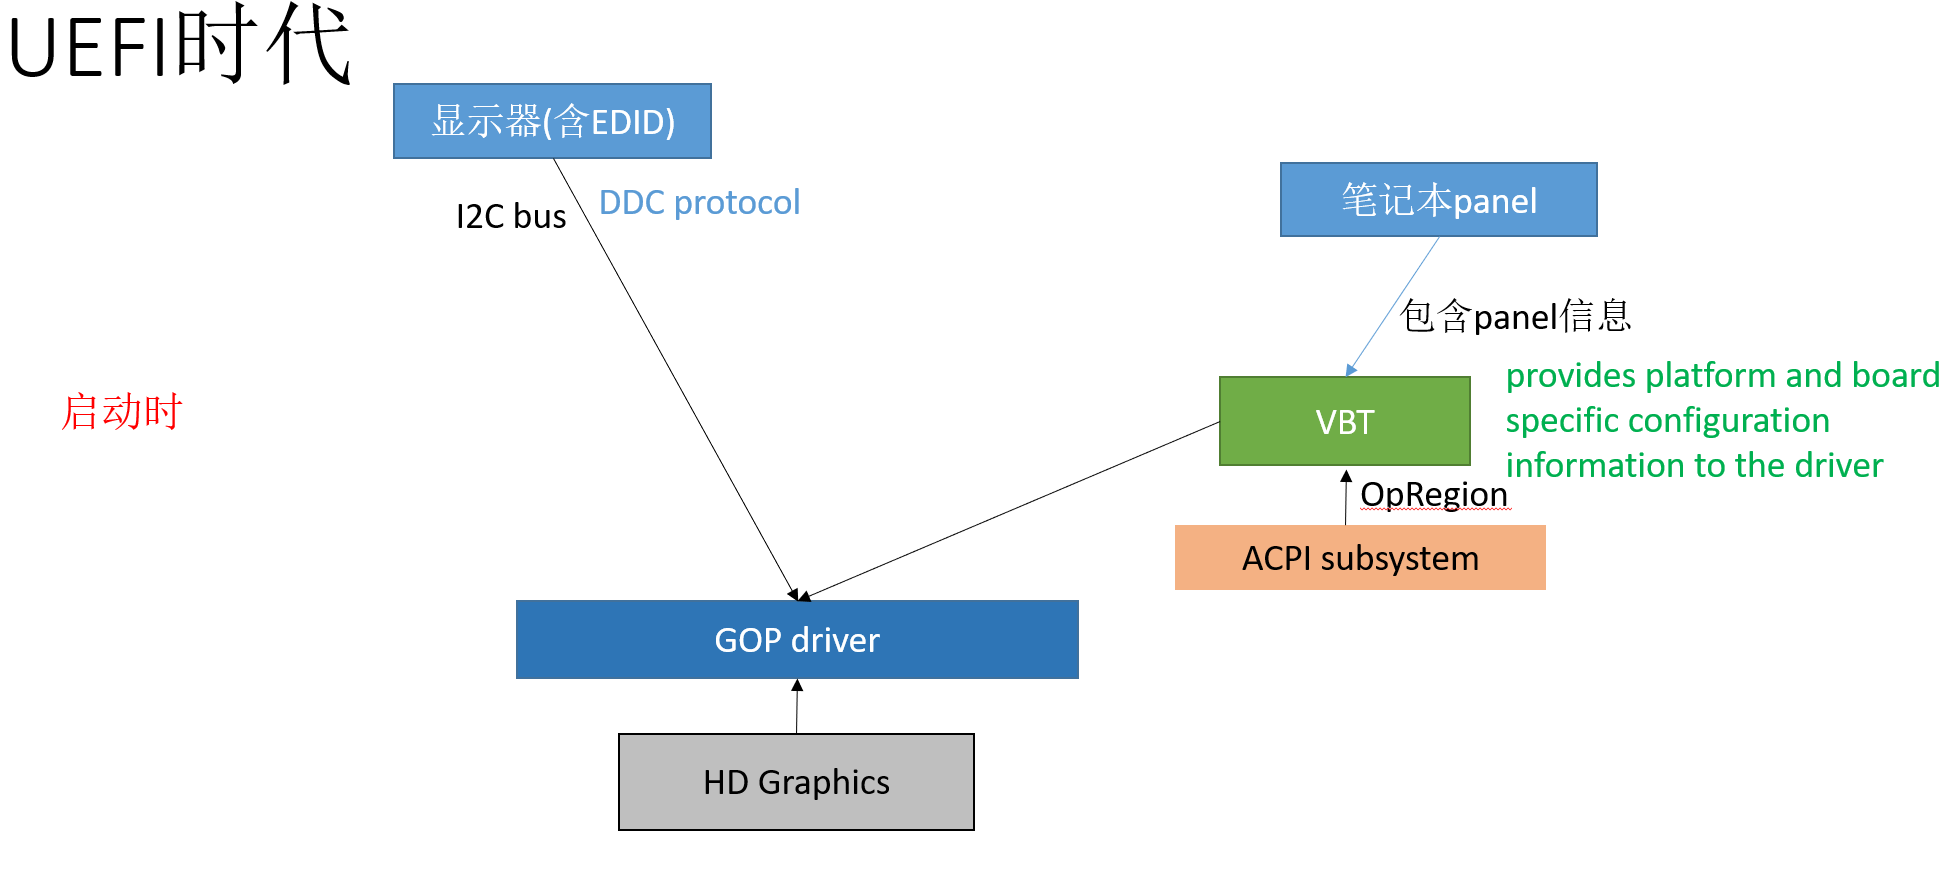 UEFI时代
显示器(含EDID)
I2C bus
DDC protocol
笔记本panel
包含panel信息
启动时
VBT
provides platform and board
specific configuration
information to the driver
OpRegion
ACPI subsystem
GOP driver
HD Graphics